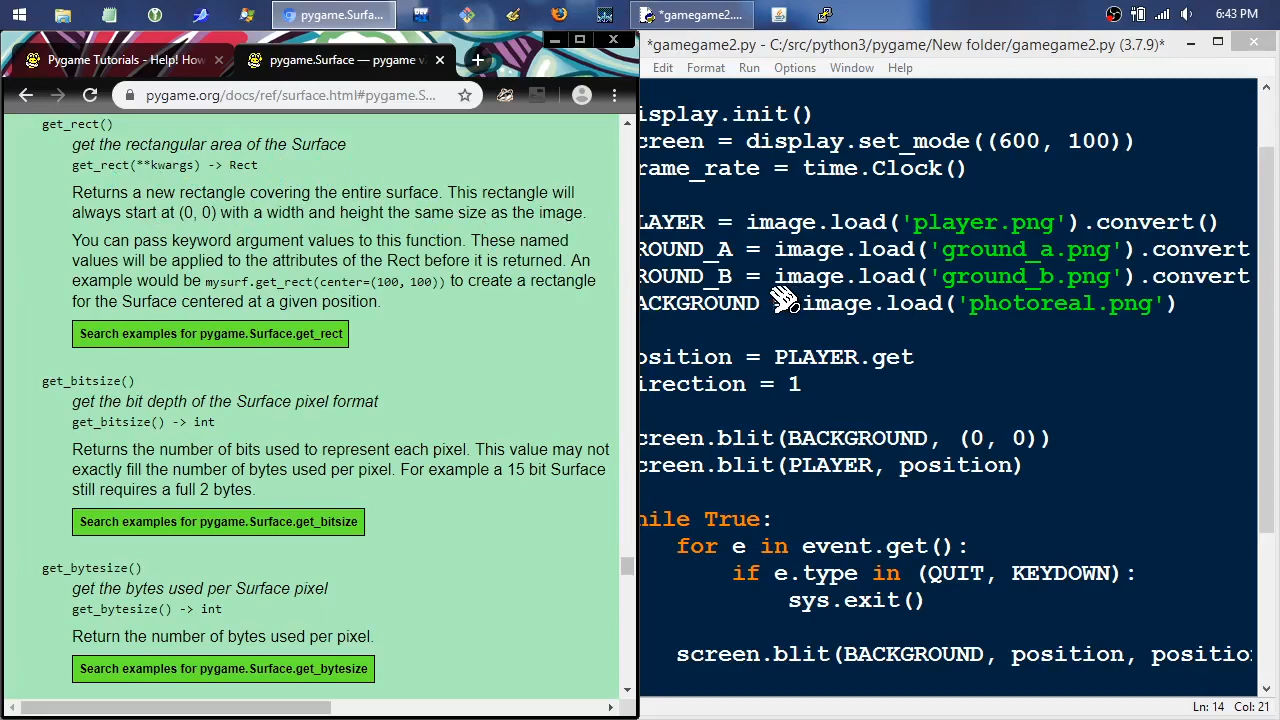 pygame.Surfa...
*gamegame2....
6:43 PM
Pygame Tutorials - Help! How
pygame.Surface — pygame v
pygame.org/docs/ref/surface.html#pygame.S...
get_rect()
get the rectangular area of the Surface
get_rect(**kwargs) -> Rect
Returns a new rectangle covering the entire surface. This rectangle will
always start at (0, 0) with a width and height the same size as the image.
You can pass keyword argument values to this function. These named
values will be applied to the attributes of the Rect before it is returned. An
example would be mysurf.get_rect(center=(100, 100)) to create a rectangle
for the Surface centered at a given position.
Search examples for pygame.Surface.get_rect
get_bitsize()
get the bit depth of the Surface pixel format
get_bitsize() -> int
Returns the number of bits used to represent each pixel. This value may not
exactly fill the number of bytes used per pixel. For example a 15 bit Surface
still requires a full 2 bytes.
Search examples for pygame.Surface.get_bitsize
get_bytesize()
get the bytes used per Surface pixel
get_bytesize() -> int
Return the number of bytes used per pixel.
Search examples for pygame.Surface.get_bytesize
*gamegame2.py - C:/src/python3/pygame/New folder/gamegame2.py (3.7.9)*
Edit Format Run Options Window Help
isplay.init()
creen = display.set_mode((600, 100))
rame_rate = time.Clock()
LAYER = image.load('player.png').convert()
ROUND_A = image.load('ground_a.png').convert
ROUND_B = image.load('ground_b.png').convert
ACKGROUND image.load('photoreal.png')
osition = PLAYER.get
irection = 1
creen.blit(BACKGROUND, (0, 0))
creen.blit(PLAYER, position)
hile True:
for e in event.get():
if e.type in (QUIT, KEYDOWN):
sys.exit()
screen.blit(BACKGROUND, position, positio
Ln: 14 Col: 21